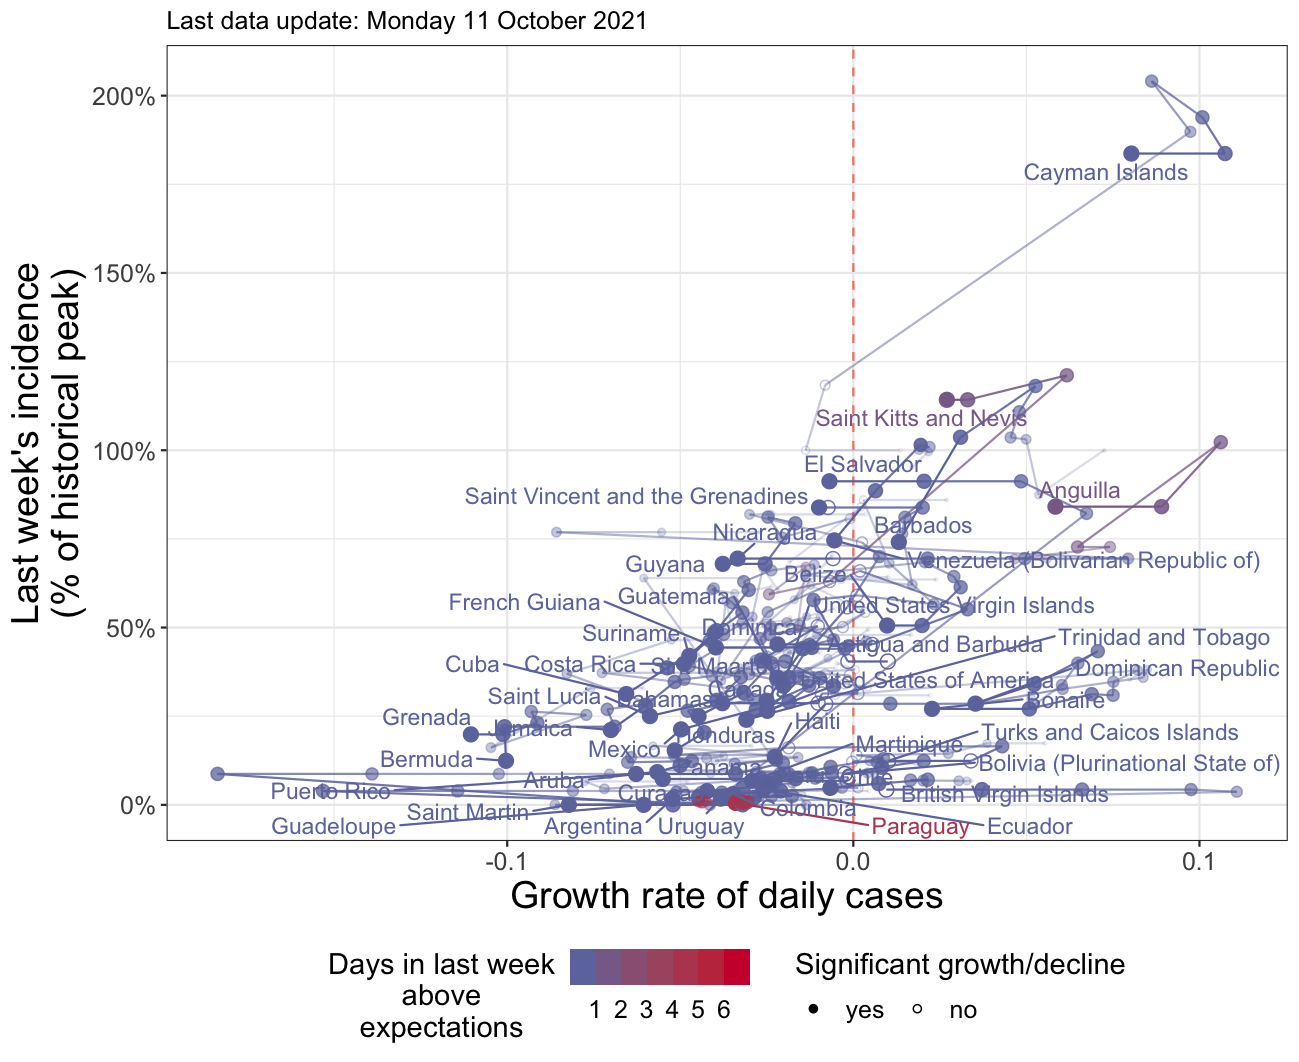 Last data update: Monday 11 October 2021
Last week's incidence
(% of historical peak)
200%
150%
100%
50%
0%
Cayman Islands
Saint Kitts and Nevis
El Salvador
Anguilla
Saint Vincent and the Grenadines
Barbados
Nicaragua
Venezuela (Bolivarian Republic of)
Guyana
Belize
Guatemala
French Guiana
United States Virgin Islands
Dominica
Suriname
Antigua and Barbuda
Trinidad and Tobago
Cuba
Costa Rica
Sint Maarten
Dominican Republic
United States of America
Canada
Saint Lucia
Bahamas
Bonaire
Grenada
Haiti
Jamaica
Honduras
Turks and Caicos Islands
Mexico
Martinique
Bermuda
Bolivia (Plurinational State of)
Panama
Aruba
Chile
Puerto Rico
Curaçao
British Virgin Islands
Saint Martin
Colombia
Guadeloupe
Argentina
Uruguay
Paraguay
Ecuador
-0.1
0.0
0.1
Growth rate of daily cases
Days in last week
above
expectations
1 2 3 4 5 6
Significant growth/decline
yes
no